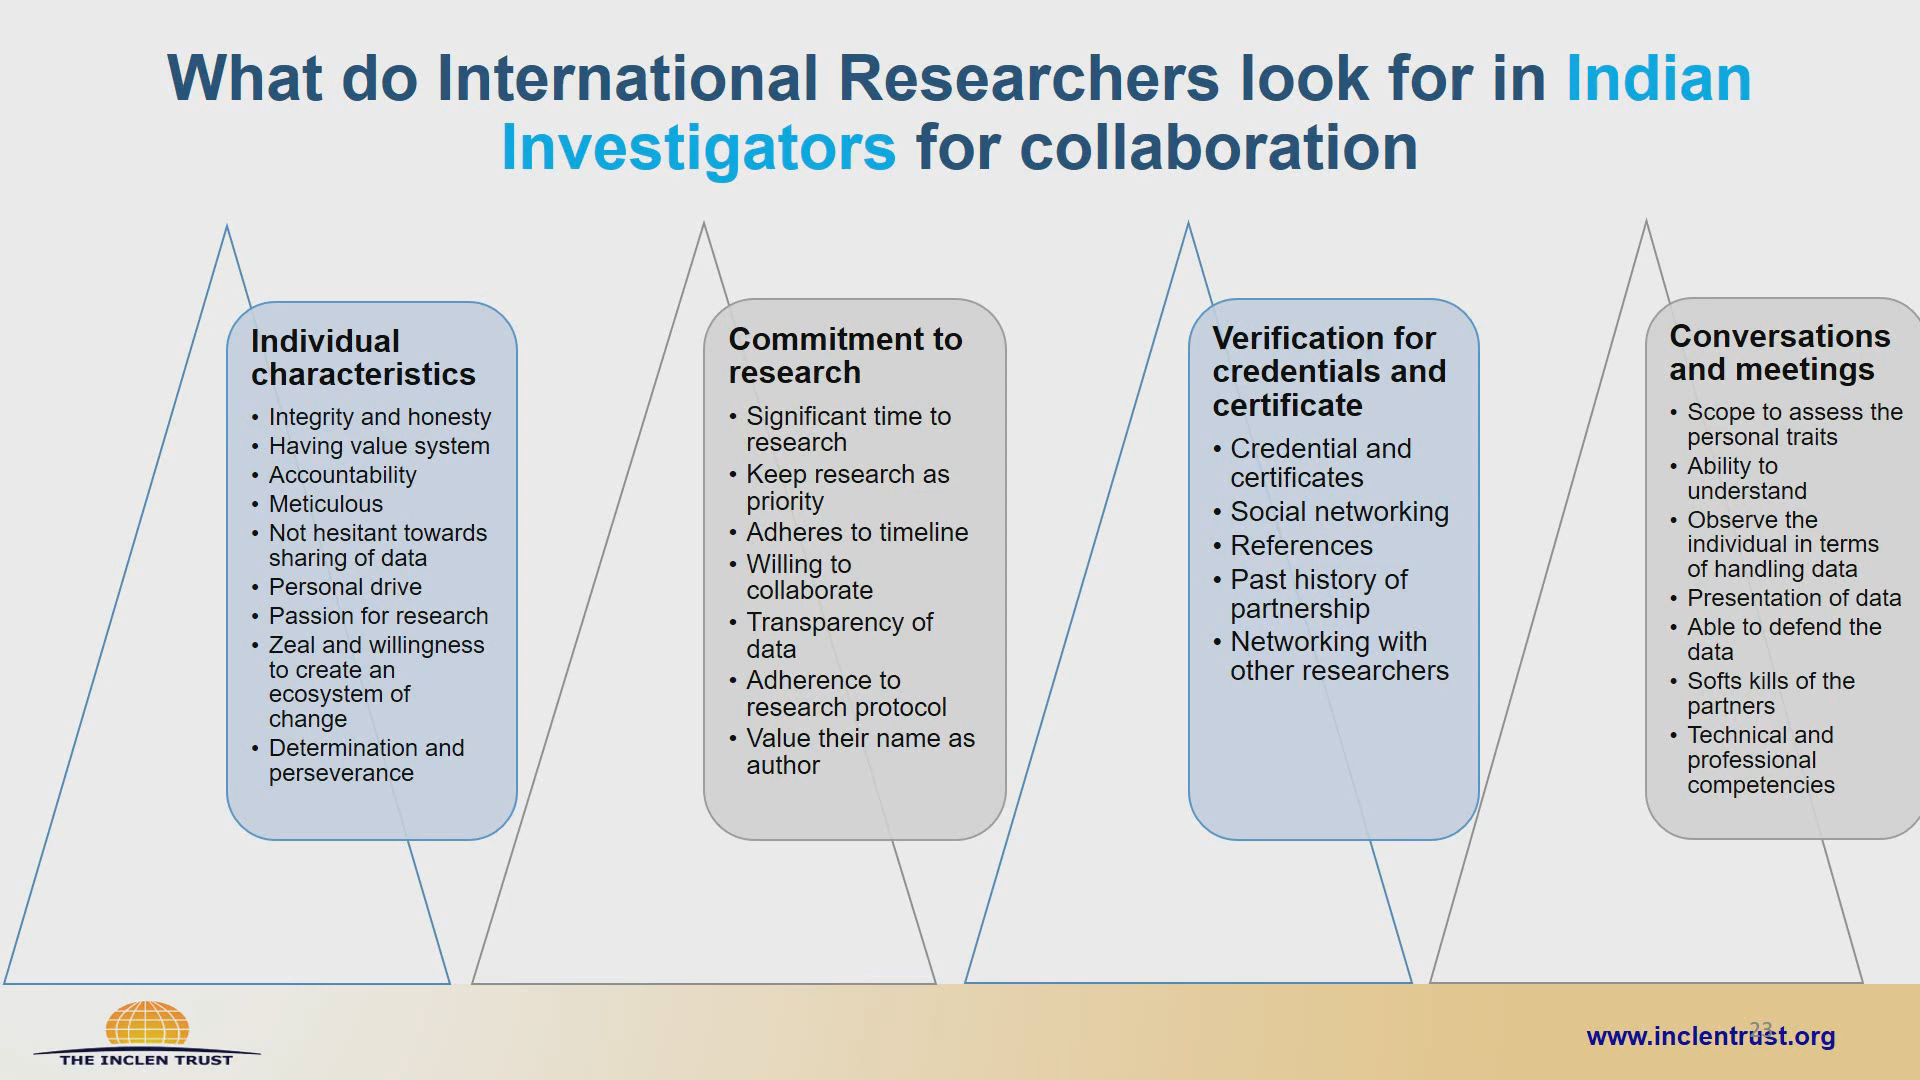 What do International Researchers look for in Indian
Investigators for collaboration
Individual
characteristics
• Integrity and honesty
• Having value system
• Accountability
• Meticulous
• Not hesitant towards
sharing of data
• Personal drive
• Passion for research
• Zeal and willingness
to create an
ecosystem of
change
• Determination and
perseverance
Commitment to
research
• Significant time to
research
• Keep research as
priority
• Adheres to timeline
• Willing to
collaborate
• Transparency of
data
• Adherence to
research protocol
• Value their name as
author
Verification for
credentials and
certificate
• Credential and
certificates
• Social networking
• References
• Past history of
partnership
• Networking with
other researchers
Conversations
and meetings
• Scope to assess the
personal traits
• Ability to
understand
• Observe the
individual in terms
of handling data
• Presentation of data
• Able to defend the
data
• Softs kills of the
partners
• Technical and
professional
competencies
THE INCLEN TRUST
23
www.inclentrust.org